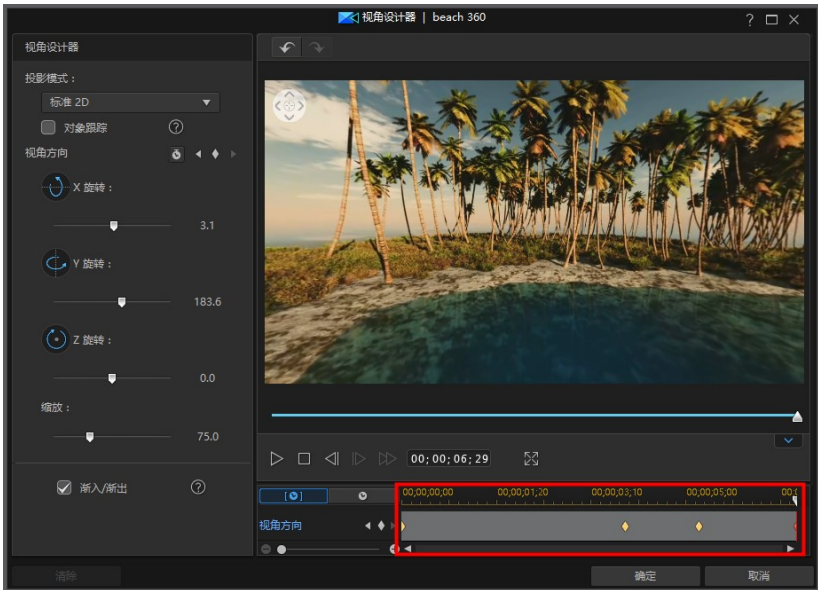 视角设计器 | beach 360
?
视角设计器
投影模式：
标准 2D
对象跟踪 ?
视角方向
X 旋转：
3.1
Y 旋转：
183.6
Z 旋转：
0.0
缩放：
75.0
渐入/渐出 ?
00;00;06;29
00;00;00;00 00;00;01;20 00;00;03;10 00;00;05;00
视角方向
清除 确定 取消